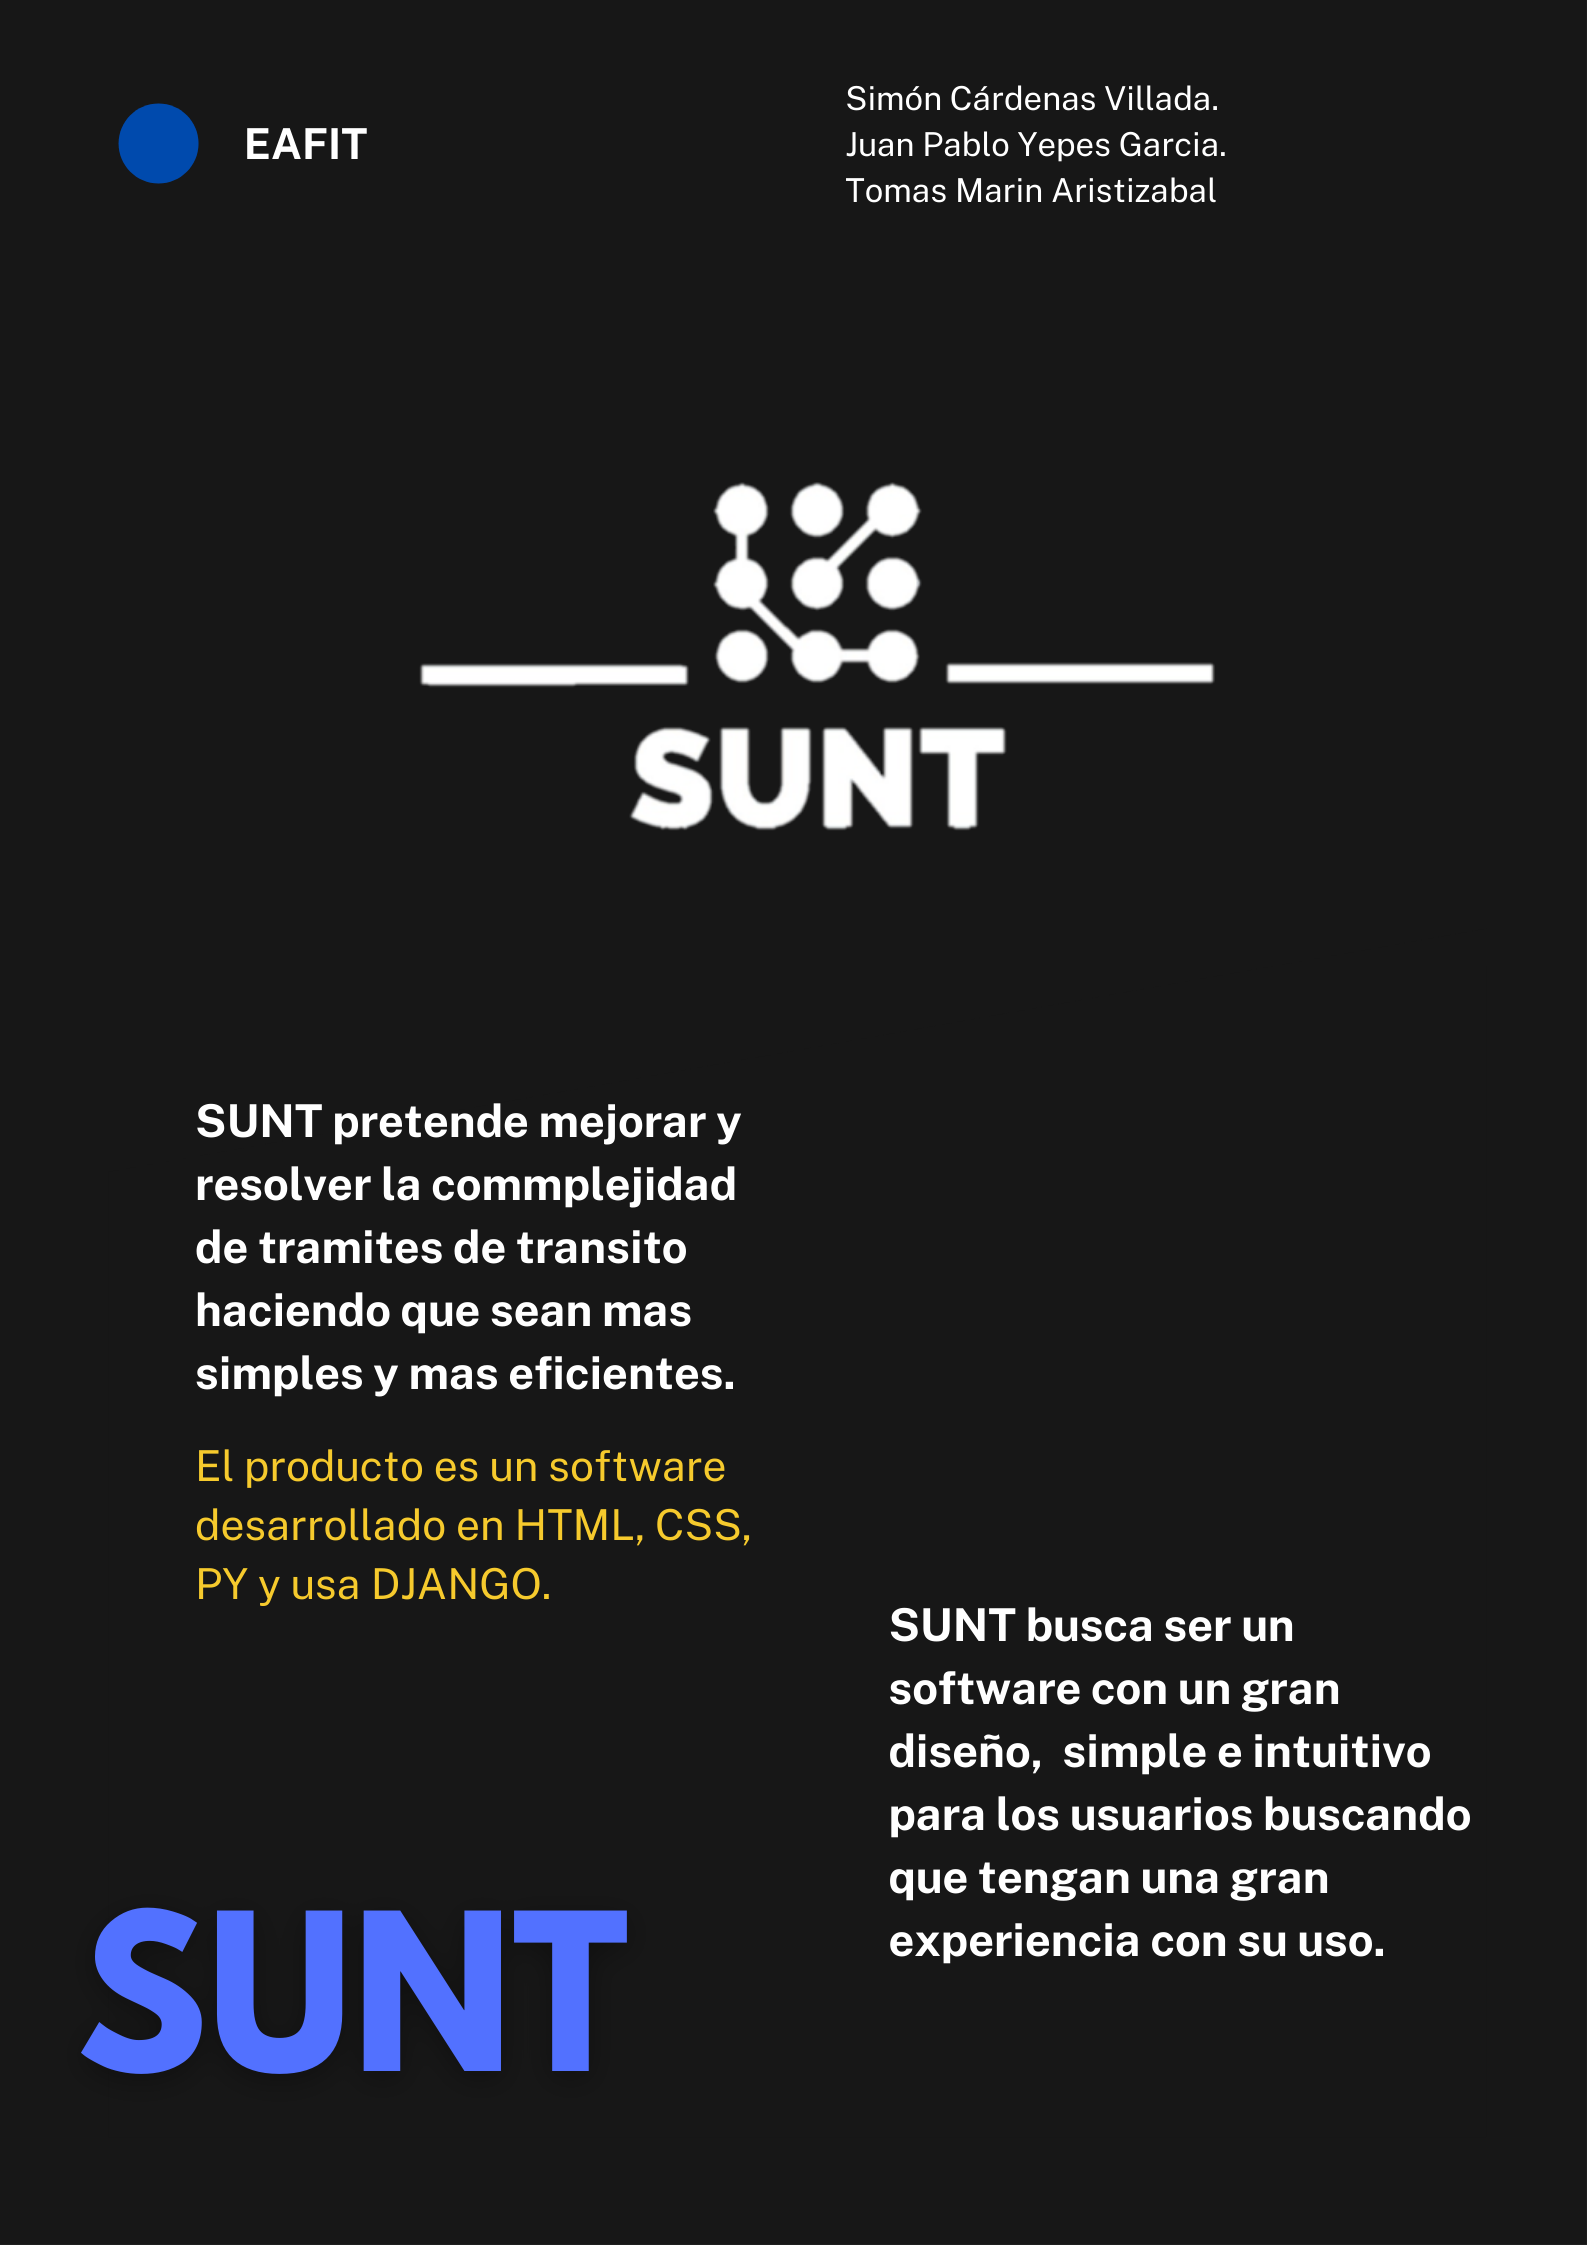 EAFIT
Simón Cárdenas Villada.
Juan Pablo Yepes Garcia.
Tomas Marin Aristizabal
SUNT
SUNT pretende mejorar y
resolver la commplejidad
de tramites de transito
haciendo que sean mas
simples y mas eficientes.
El producto es un software
desarrollado en HTML, CSS,
PY y usa DJANGO.
SUNT busca ser un
software con un gran
diseño,  simple e intuitivo
para los usuarios buscando
que tengan una gran
experiencia con su uso.
SUNT